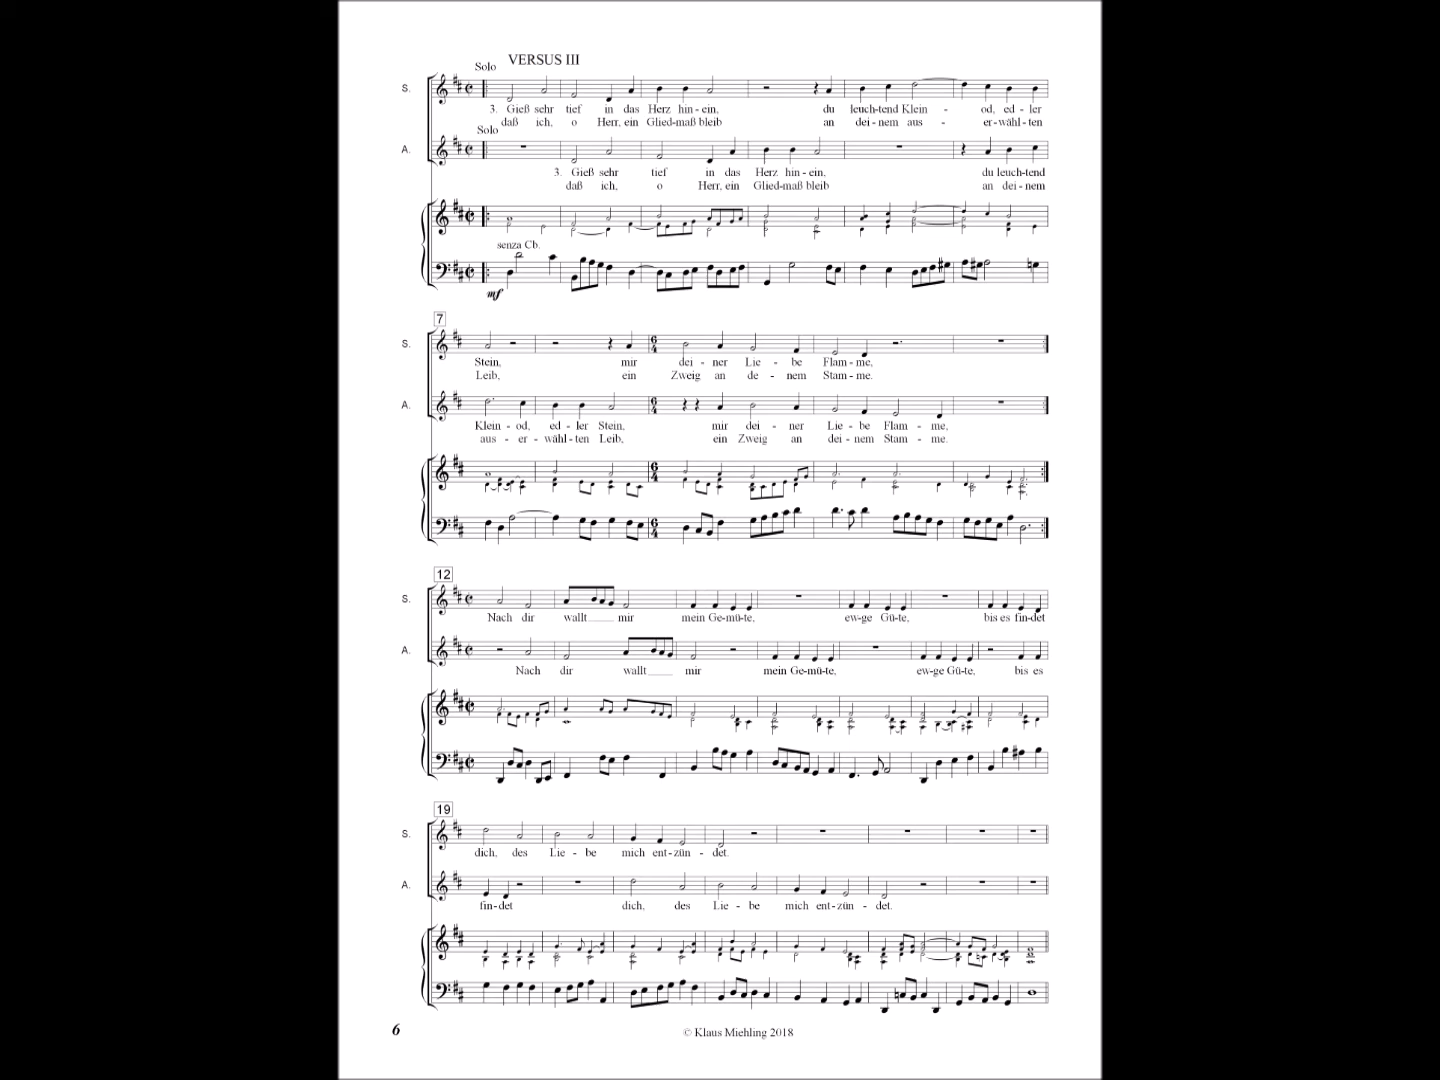 VERSUS III
Solo
S.
3. Gieß sehr tief in das Herz hin - ein, du leuch-tend Klein - od, ed - ler
daß ich, o Herr, ein Glied-maß bleib an dei - nem aus - er-wähl - ten
Solo
A.
3. Gieß sehr tief in das Herz hin - ein, du leuch-tend
daß ich, o Herr, ein Glied-maß bleib an dei - nem
senza Cb.
mf
7
S.
Stein, mir dei - ner Lie - be Flam - me,
Leib, ein Zweig an de - nem Stam - me.
A.
Klein - od, ed - ler Stein, mir dei - ner Lie - be Flam - me,
aus - er - wähl - ten Leib, ein Zweig an dei - nem Stam - me.
12
S.
Nach dir wallt____ mir mein Ge-mü-te, ew-ge Gü-te, bis es fin-det
A.
Nach dir wallt____ mir mein Ge-mü-te, ew-ge Gü-te, bis es
19
S.
dich, des Lie - be mich ent-zün - det.
A.
fin-det dich, des Lie - be mich ent-zün - det.
6
© Klaus Miehling 2018